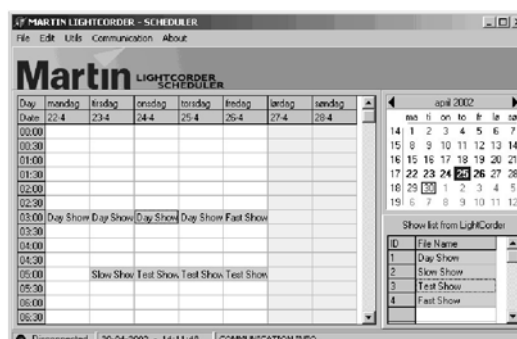 MARTIN LIGHTCORDER - SCHEDULER
File Edit Utils Communication About
Martin LIGHTCORDER SCHEDULER
Day mandag tirsdag onsdag torsdag fredag lørdag søndag
Date 22-4 23-4 24-4 25-4 26-4 27-4 28-4
00:00
00:30
01:00
01:30
02:00
02:30
03:00 Day Show Day Show Day Show Day Show Fast Show
03:30
04:00
04:30
05:00 Slow Show Test Show Test Show Test Show
05:30
06:00
06:30
april 2002
ma ti on to fr lø sø
14 1 2 3 4 5 6 7
15 8 9 10 11 12 13 14
16 15 16 17 18 19 20 21
17 22 23 24 25 26 27 28
18 29 30 1 2 3 4 5
19 6 7 8 9 10 11 12
Show list from LightCorder
ID File Name
1 Day Show
2 Slow Show
3 Test Show
4 Fast Show